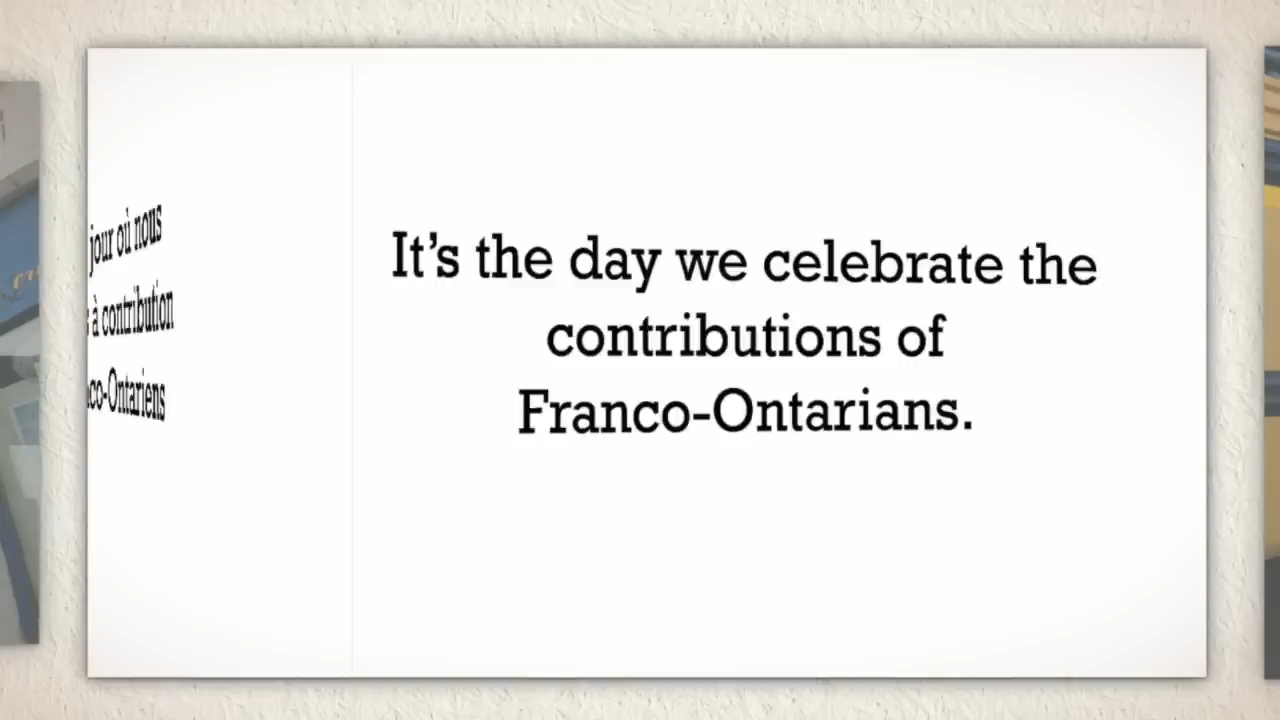 jour où nous
à contribution
co-Ontariens
It's the day we celebrate the
contributions of
Franco-Ontarians.